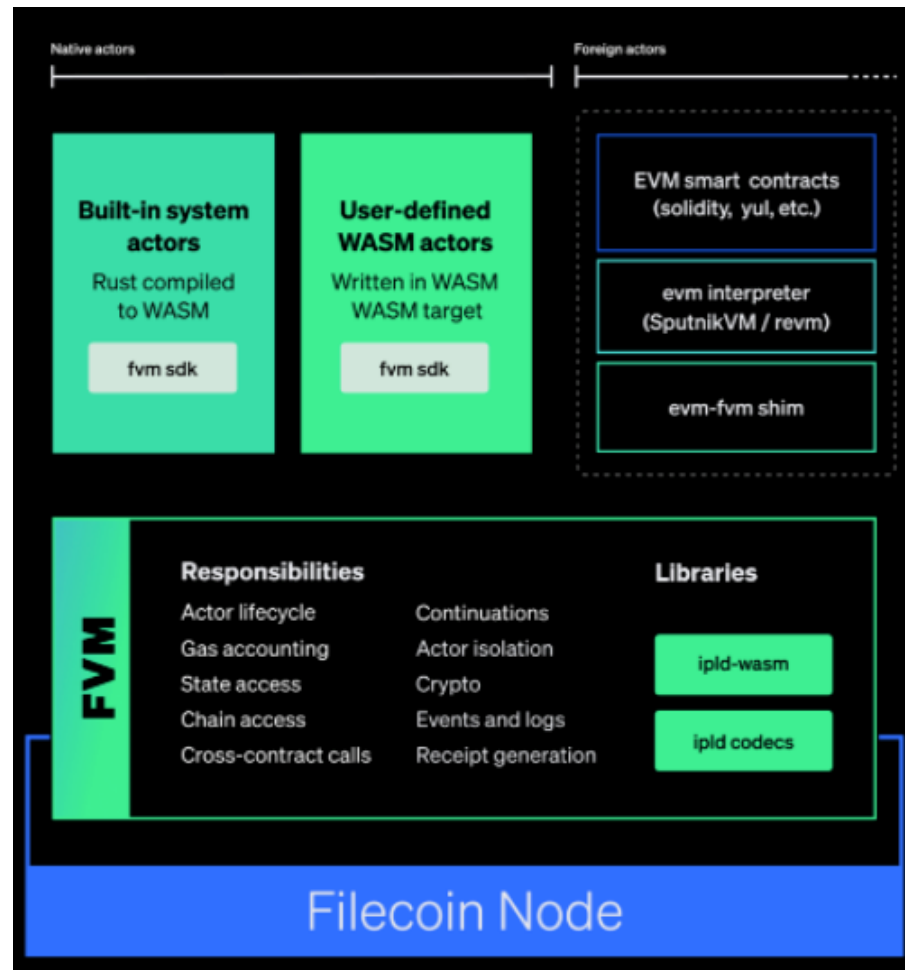 Native actors
Foreign actors
Built-in system
actors
Rust compiled
to WASM
fvm sdk
User-defined
WASM actors
Written in WASM
WASM target
fvm sdk
EVM smart contracts
(solidity, yul, etc.)
evm interpreter
(SputnikVM / revm)
evm-fvm shim
FVM
Responsibilities
Actor lifecycle
Gas accounting
State access
Chain access
Cross-contract calls
Continuations
Actor isolation
Crypto
Events and logs
Receipt generation
Libraries
ipld-wasm
ipld codecs
Filecoin Node